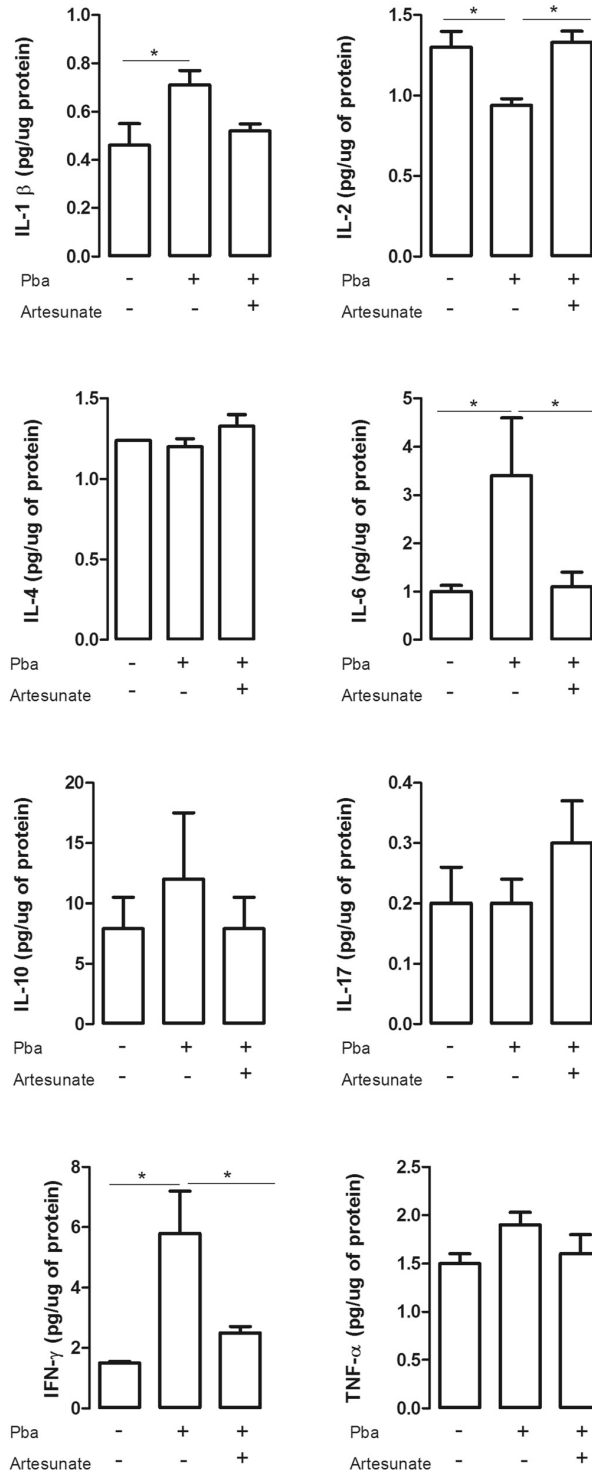 IL-1 β (pg/ug protein)
0.0
0.2
0.4
0.6
0.8
1.0
*
Pba - + +
Artesunate - - +
IL-2 (pg/ug of protein)
0.0
0.5
1.0
1.5
* *
Pba - + +
Artesunate - - +
IL-4 (pg/ug of protein)
0.0
0.5
1.0
1.5
Pba - + +
Artesunate - - +
IL-6 (pg/ug of protein)
0
1
2
3
4
5
* *
Pba - + +
Artesunate - - +
IL-10 (pg/ug of protein)
0
5
10
15
20
Pba - + +
Artesunate - - +
IL-17 (pg/ug of protein)
0.0
0.1
0.2
0.3
0.4
Pba - + +
Artesunate - - +
IFN-γ (pg/ug of protein)
0
2
4
6
8
* *
Pba - + +
Artesunate - - +
TNF-α (pg/ug of protein)
0.0
0.5
1.0
1.5
2.0
2.5
Pba - + +
Artesunate - - +